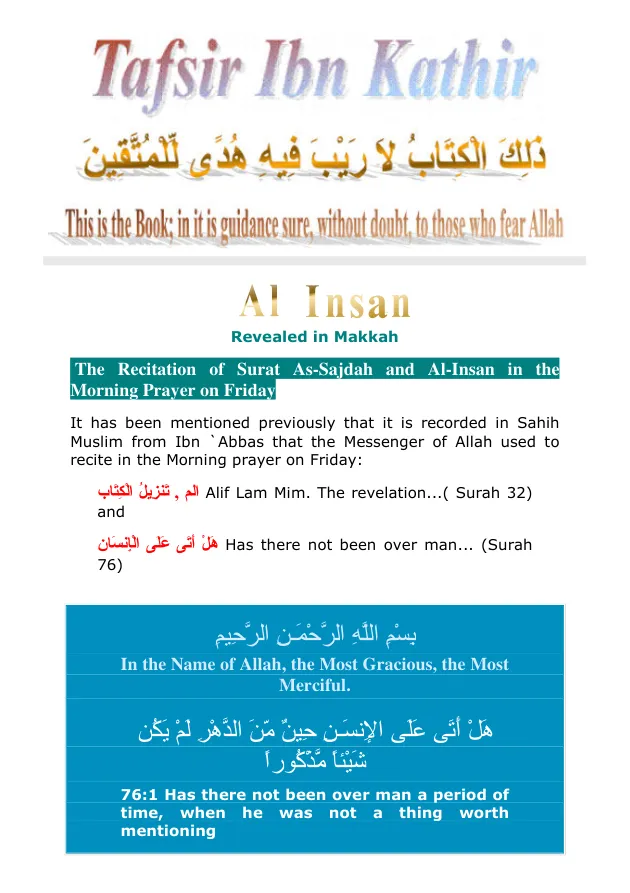 Tafsir Ibn Kathir
ذَلِكَ الْكِتَابُ لاَ رَيْبَ فِيهِ هُدًى لِّلْمُتَّقِينَ
This is the Book; in it is guidance sure, without doubt, to those who fear Allah
Al Insan
Revealed in Makkah
The Recitation of Surat As-Sajdah and Al-Insan in the
Morning Prayer on Friday
It has been mentioned previously that it is recorded in Sahih
Muslim from Ibn `Abbas that the Messenger of Allah used to
recite in the Morning prayer on Friday:
الم , تَنزِيلُ الْكِتَابِ Alif Lam Mim. The revelation...( Surah 32)
and
هَلْ أَتَى عَلَى الْإِنسَانِ Has there not been over man... (Surah
76)
بِسْمِ اللَّهِ الرَّحْمَـنِ الرَّحِيمِ
In the Name of Allah, the Most Gracious, the Most
Merciful.
هَلْ أَتَى عَلَى الإِنسَـنِ حِينٌ مِّنَ الدَّهْرِ لَمْ يَكُن
شَيْئاً مَّذْكُوراً
76:1 Has there not been over man a period of
time, when he was not a thing worth
mentioning